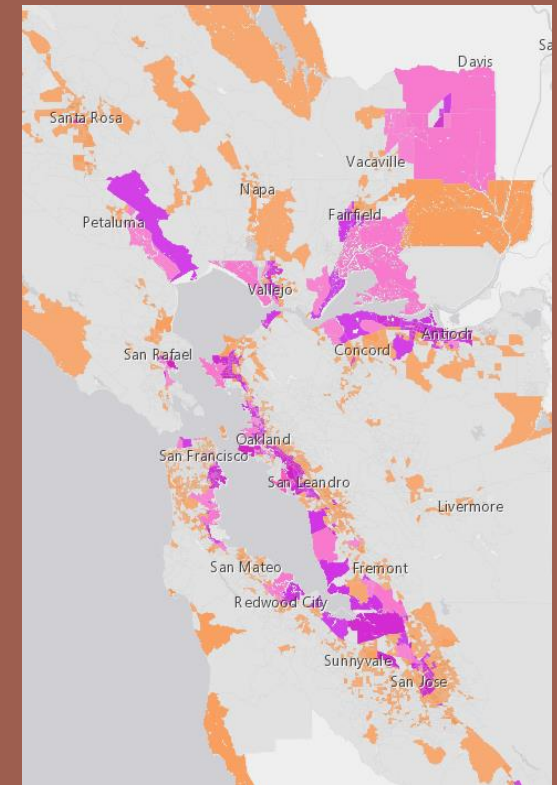 Davis
Sa
Santa Rosa
Vacaville
Napa
Fairfield
Petaluma
Vallejo
Antioch
Concord
San Rafael
Oakland
San Francisco
San Leandro
Livermore
San Mateo
Fremont
Redwood City
Sunnyvale
San Jose